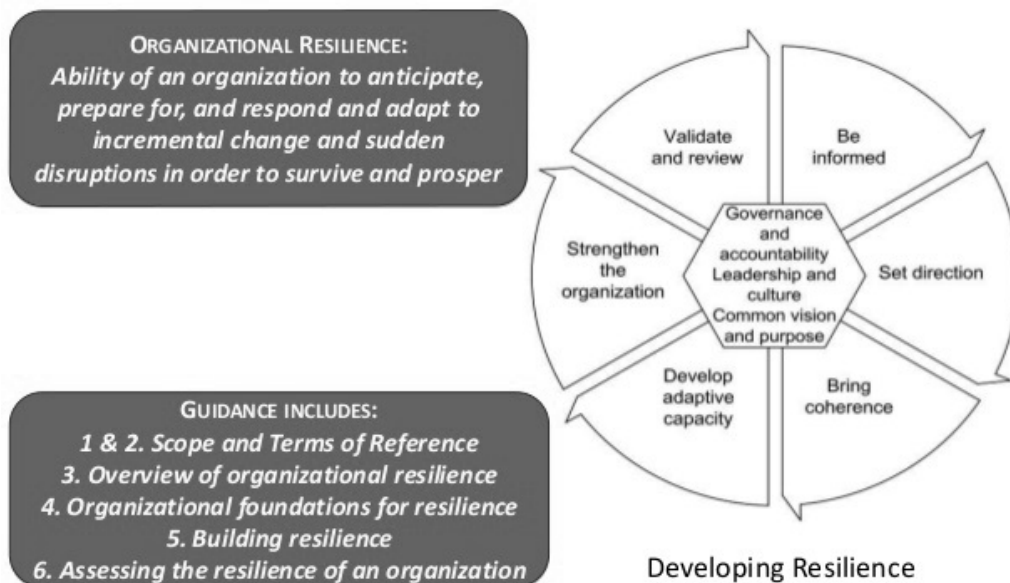 ORGANIZATIONAL RESILIENCE:
Ability of an organization to anticipate,
prepare for, and respond and adapt to
incremental change and sudden
disruptions in order to survive and prosper
GUIDANCE INCLUDES:
1 & 2. Scope and Terms of Reference
3. Overview of organizational resilience
4. Organizational foundations for resilience
5. Building resilience
6. Assessing the resilience of an organization
Be
informed
Set direction
Bring
coherence
Develop
adaptive
capacity
Strengthen
the
organization
Validate
and review
Governance
and
accountability
Leadership and
culture
Common vision
and purpose
Developing Resilience